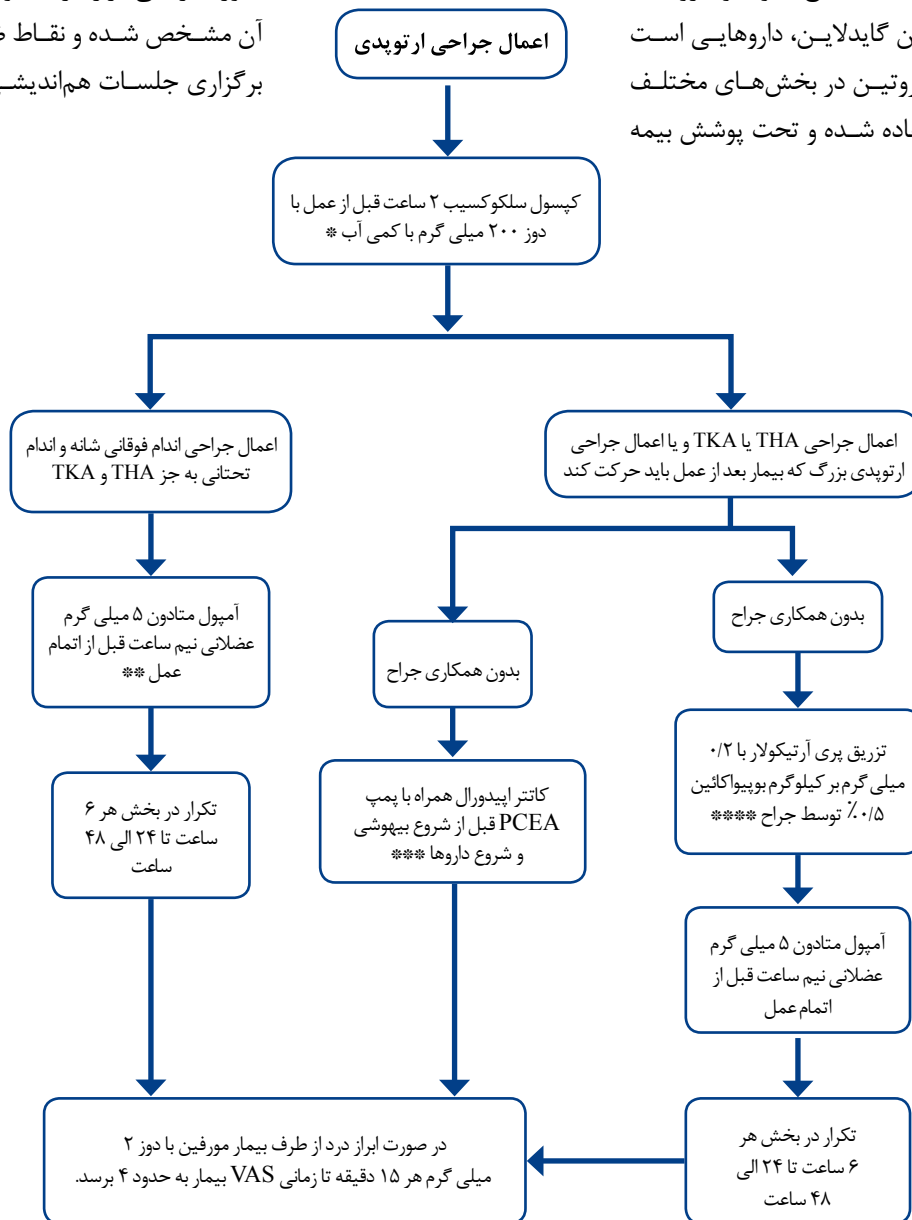 آن مشخص شده و نقاط
برگزاری جلسات هم‌اندیشی
ن گایدلاین، داروهایی است
روتین در بخش‌های مختلف
اده شده و تحت پوشش بیمه
اعمال جراحی ارتوپدی
کپسول سلکوکسیب ۲ ساعت قبل از عمل با
دوز ۲۰۰ میلی گرم با کمی آب *
اعمال جراحی THA یا TKA و یا اعمال جراحی
ارتوپدی بزرگ که بیمار بعد از عمل باید حرکت کند
اعمال جراحی اندام فوقانی شانه و اندام
تحتانی به جز THA و TKA
بدون همکاری جراح
تزریق پری آرتیکولار با ۰/۲
میلی گرم بر کیلوگرم بوپیواکائین
۰/۵٪ توسط جراح ****
آمپول متادون ۵ میلی گرم
عضلانی نیم ساعت قبل از
اتمام عمل
تکرار در بخش هر
۶ ساعت تا ۲۴ الی
۴۸ ساعت
بدون همکاری جراح
کاتتر اپیدورال همراه با پمپ
PCEA قبل از شروع بیهوشی
و شروع داروها ***
آمپول متادون ۵ میلی گرم
عضلانی نیم ساعت قبل از اتمام
عمل **
تکرار در بخش هر ۶
ساعت تا ۲۴ الی ۴۸
ساعت
در صورت ابراز درد از طرف بیمار مورفین با دوز ۲
میلی گرم هر ۱۵ دقیقه تا زمانی VAS بیمار به حدود ۴ برسد.